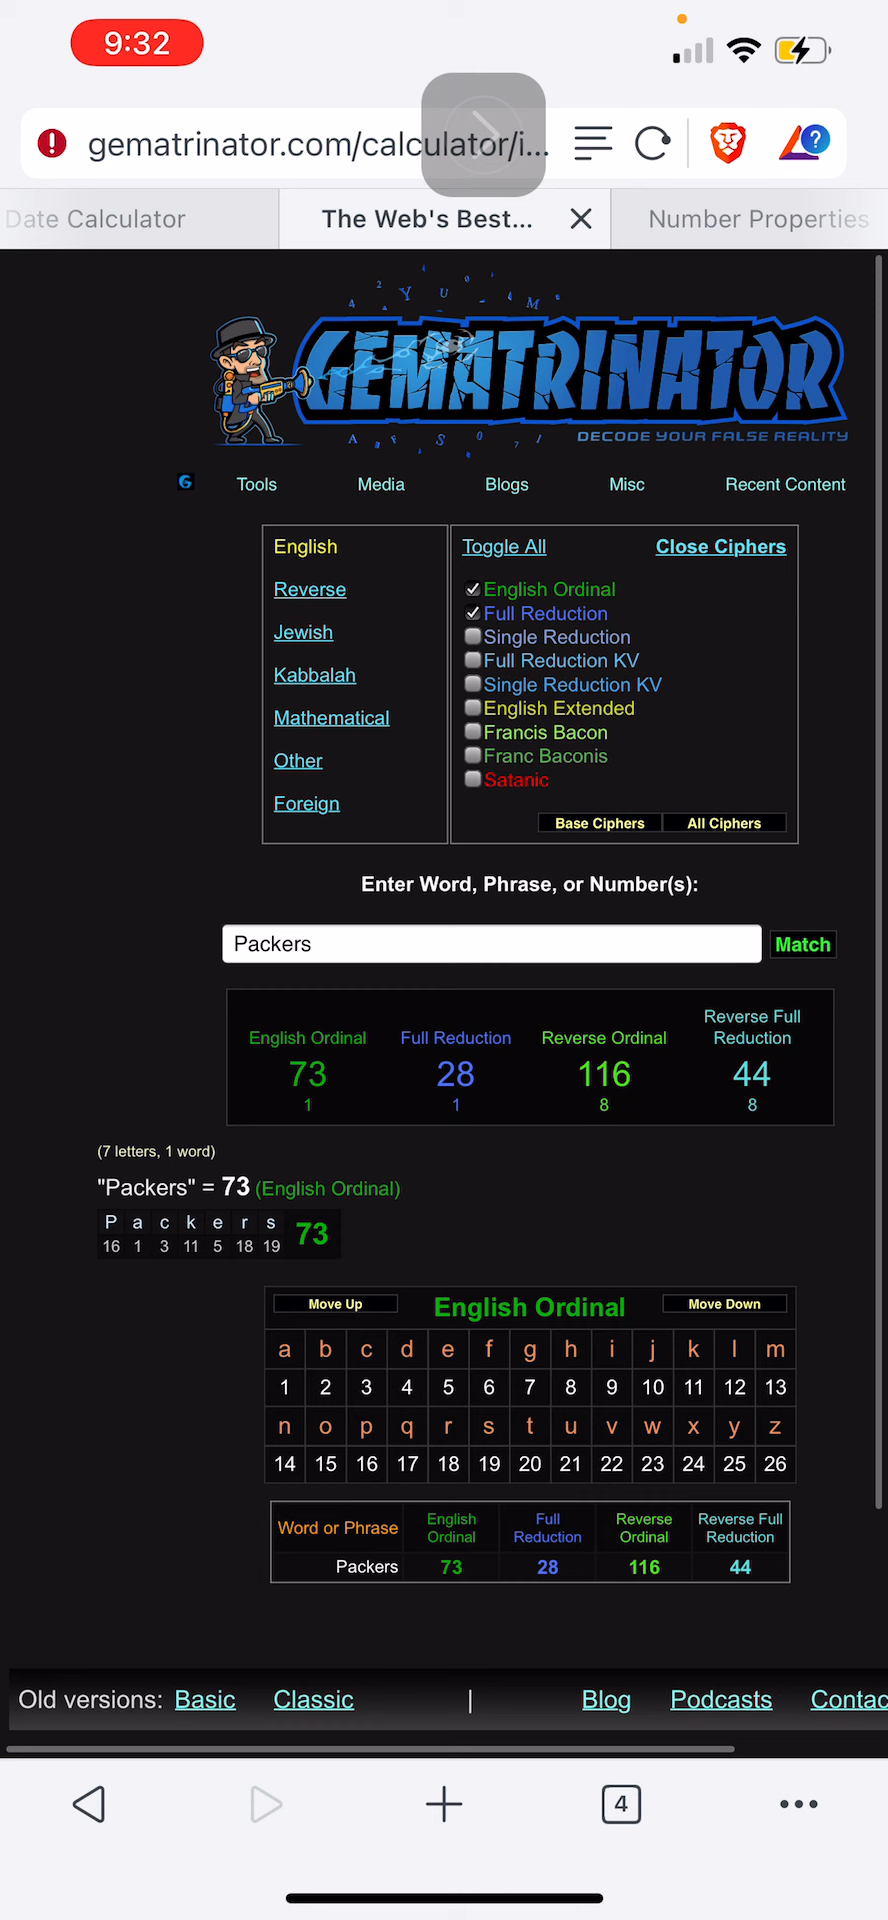 9:32
gematrinator.com/calculator/i...
Date Calculator
The Web's Best...
Number Properties
GEMATRINATOR
DECODE YOUR FALSE REALITY
Tools Media Blogs Misc Recent Content
English
Reverse
Jewish
Kabbalah
Mathematical
Other
Foreign
Toggle All Close Ciphers
English Ordinal
Full Reduction
Single Reduction
Full Reduction KV
Single Reduction KV
English Extended
Francis Bacon
Franc Baconis
Satanic
Base Ciphers All Ciphers
Enter Word, Phrase, or Number(s):
Packers Match
English Ordinal Full Reduction Reverse Ordinal Reverse Full Reduction
73 28 116 44
1 1 8 8
(7 letters, 1 word)
"Packers" = 73 (English Ordinal)
P a c k e r s 73
16 1 3 11 5 18 19
Move Up English Ordinal Move Down
a b c d e f g h i j k l m
1 2 3 4 5 6 7 8 9 10 11 12 13
n o p q r s t u v w x y z
14 15 16 17 18 19 20 21 22 23 24 25 26
Word or Phrase English Ordinal Full Reduction Reverse Ordinal Reverse Full Reduction
Packers 73 28 116 44
Old versions: Basic Classic | Blog Podcasts Contac
4